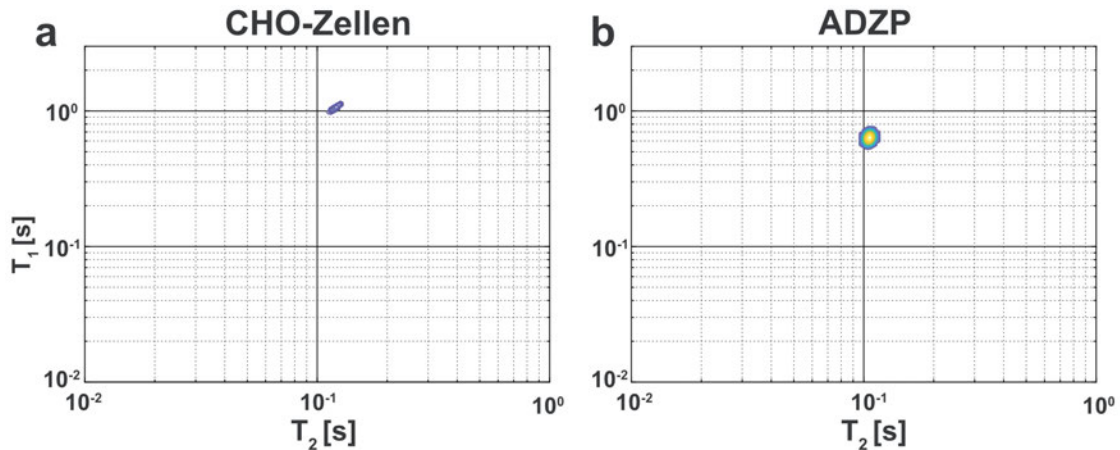 a CHO-Zellen
b ADZP
T₁ [s]
10⁰
10⁻¹
10⁻²
10⁻² 10⁻¹ 10⁰
T₂ [s]
10⁰
10⁻¹
10⁻²
10⁻² 10⁻¹ 10⁰
T₂ [s]